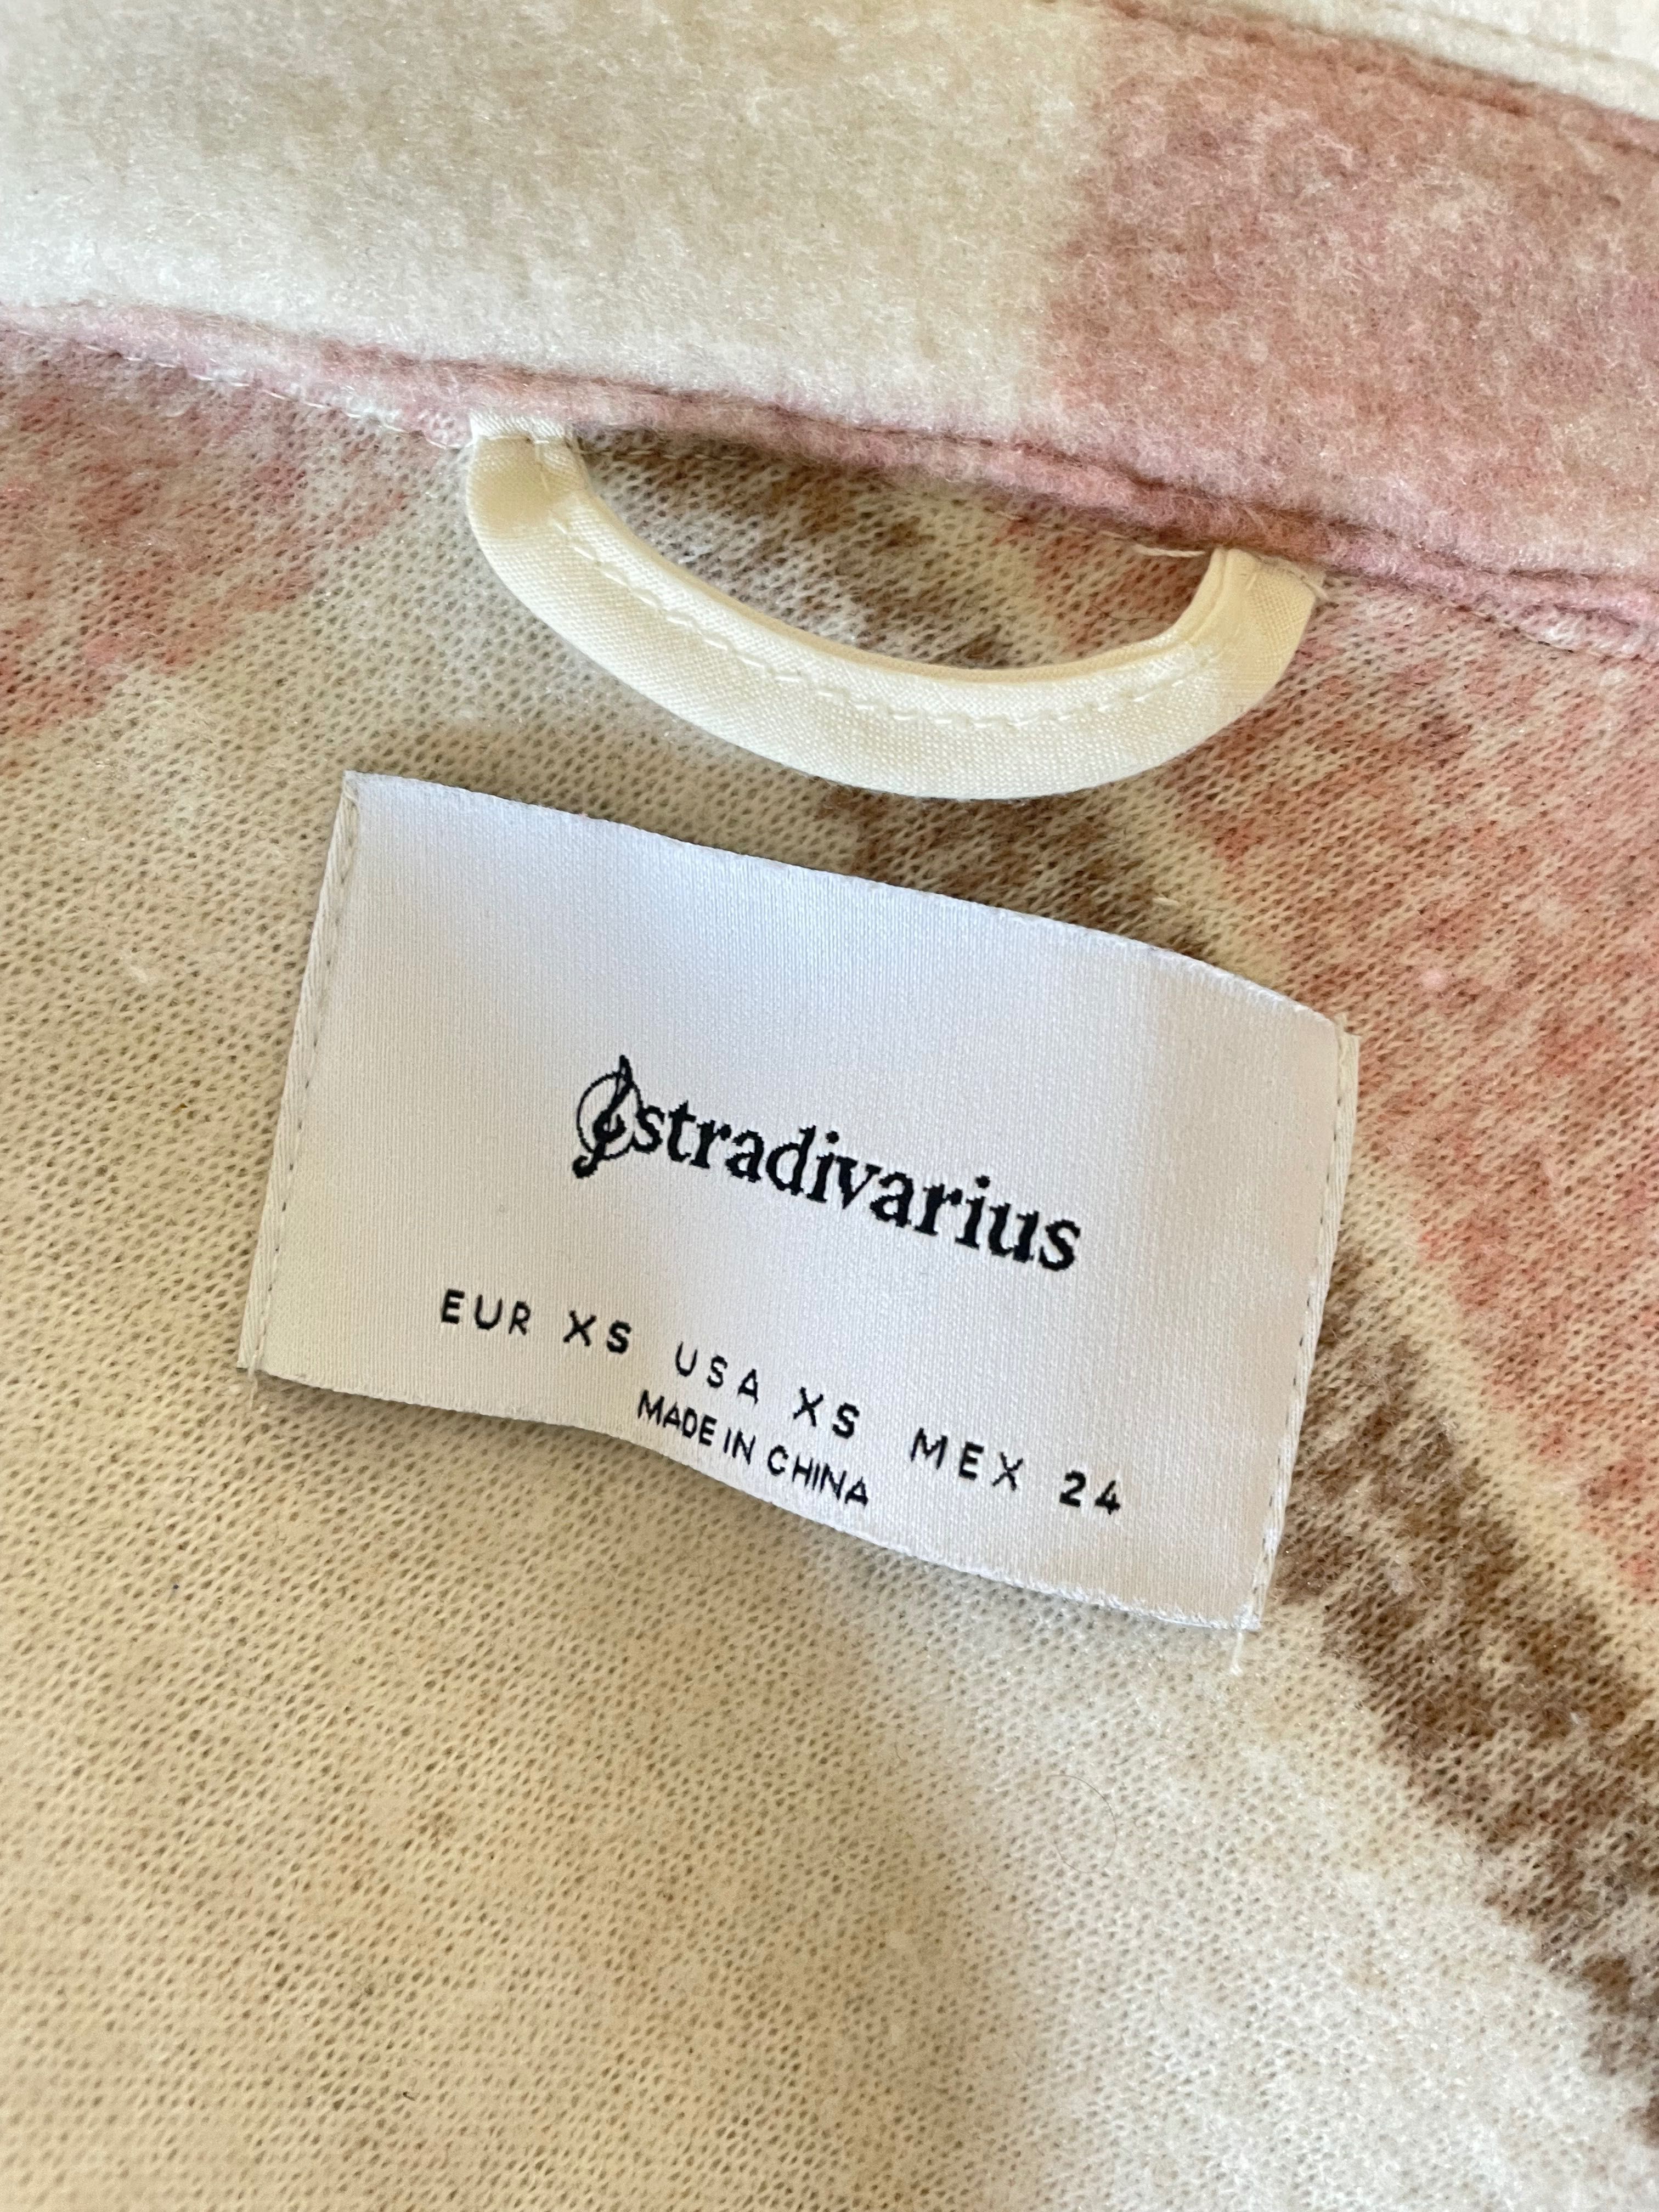 stradivarius
EUR XS USA XS MEX 24
MADE IN CHINA